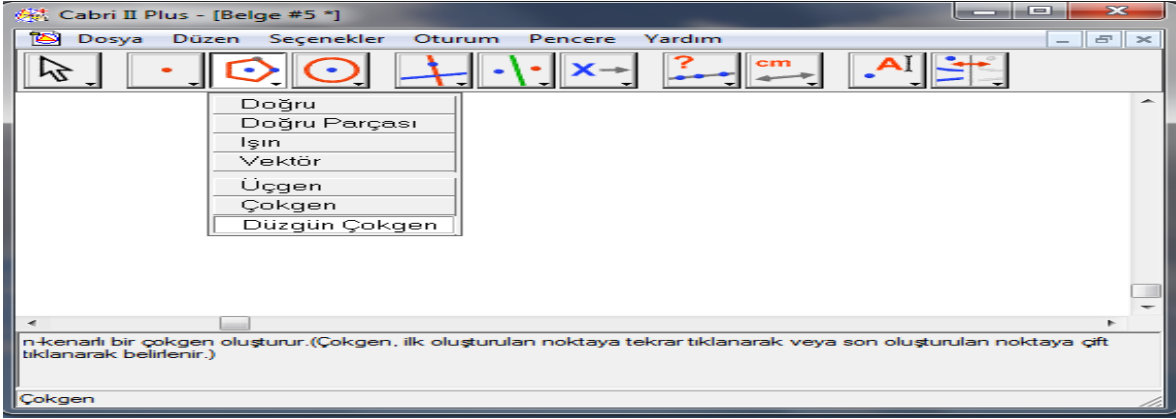 Cabri II Plus - [Belge #5 *]
Dosya Düzen Seçenekler Oturum Pencere Yardım
? cm A
Doğru
Doğru Parçası
Işın
Vektör
Üçgen
Çokgen
Düzgün Çokgen
n-kenarlı bir çokgen oluşturur.(Çokgen, ilk oluşturulan noktaya tekrar tıklanarak veya son oluşturulan noktaya çift
tıklanarak belirlenir.)
Çokgen